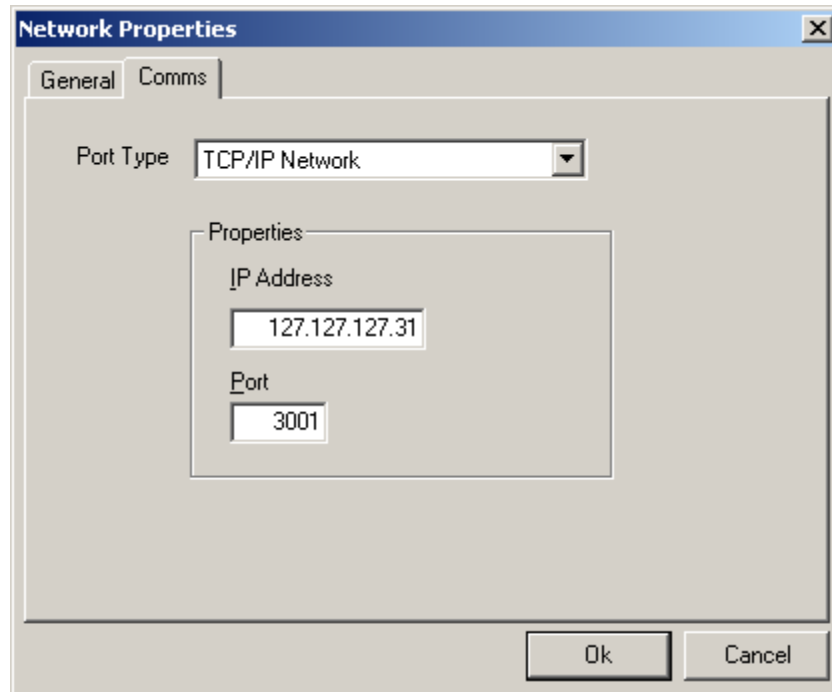 Network Properties
General Comms
Port Type TCP/IP Network
Properties
IP Address
127.127.127.31
Port
3001
Ok Cancel